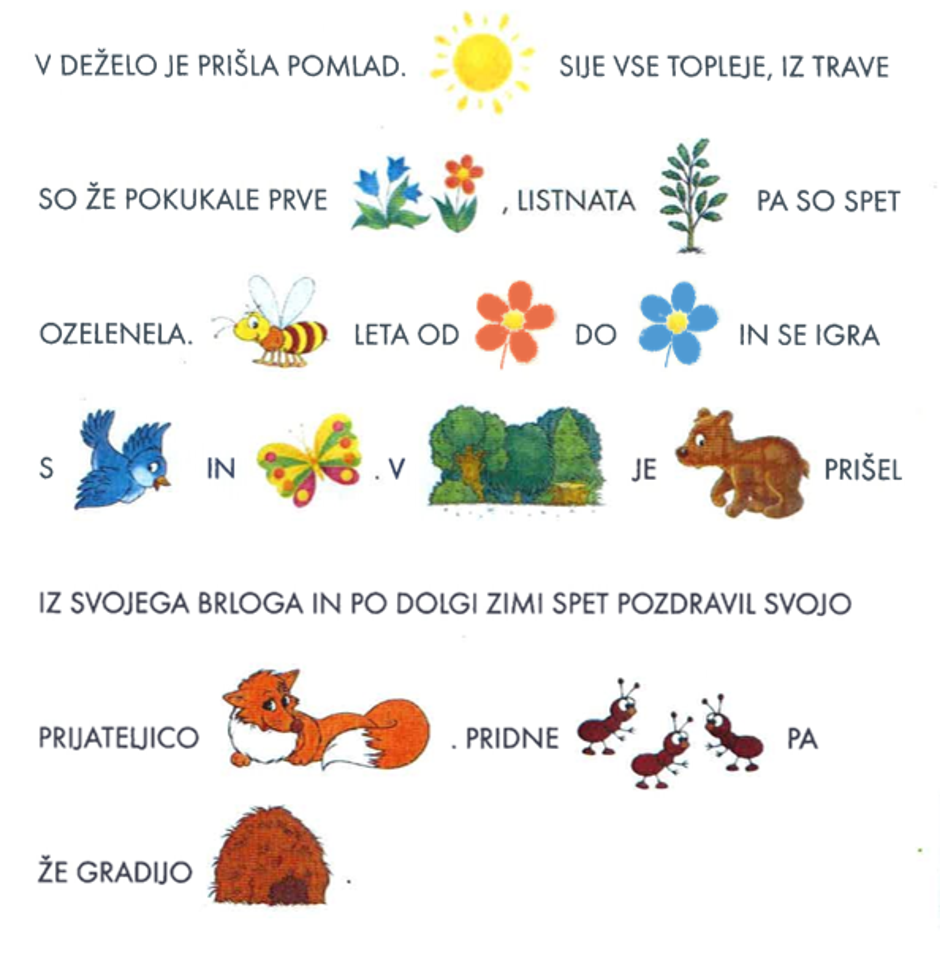 V DEŽELO JE PRIŠLA POMLAD. SIJE VSE TOPLEJE, IZ TRAVE
SO ŽE POKUKALE PRVE , LISTNATA PA SO SPET
OZELENELA. LETA OD DO IN SE IGRA
S IN . V JE PRIŠEL
IZ SVOJEGA BRLOGA IN PO DOLGI ZIMI SPET POZDRAVIL SVOJO
PRIJATELJICO . PRIDNE PA
ŽE GRADIJO .